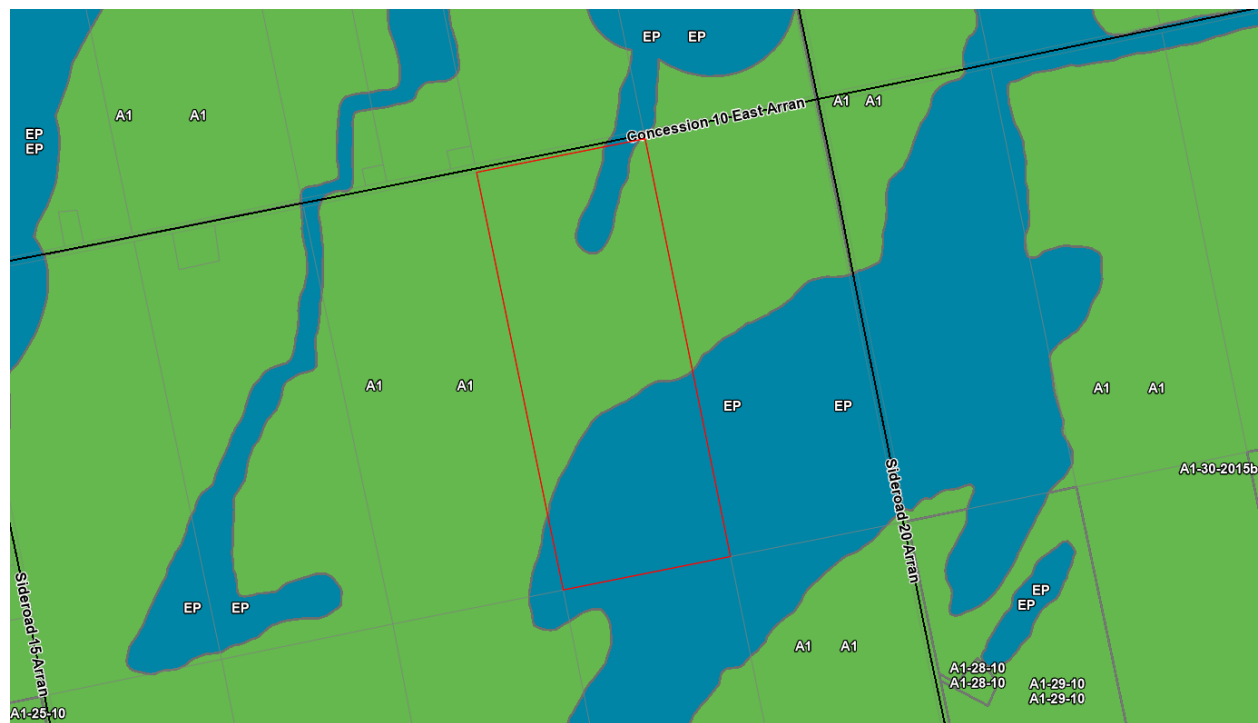 EP EP
A1 A1
A1 A1
EP
EP
Concession-10-East-Arran
A1 A1
A1 A1
EP EP
A1-30-2015b
Sideroad-20-Arran
Sideroad-15-Arran
EP EP
EP
EP
A1 A1
A1-28-10
A1-28-10
A1-29-10
A1-29-10
A1-25-10